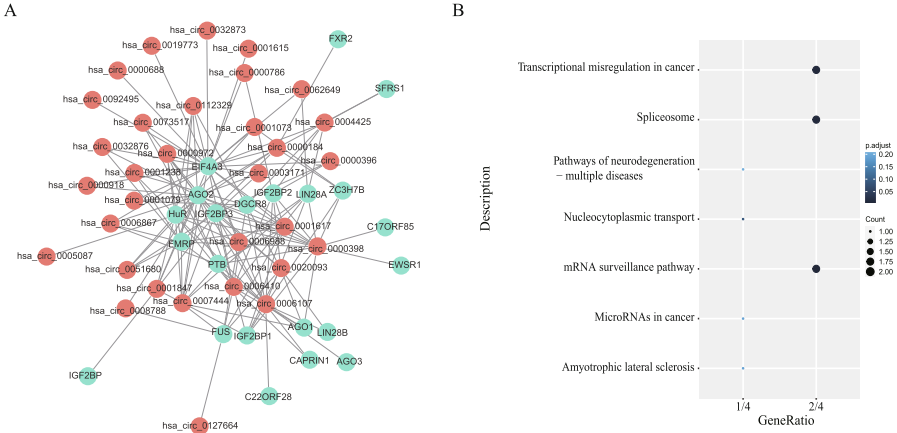 A
hsa_circ_0032873
hsa_circ_0019773
hsa_circ_0001615
FXR2
hsa_circ_0000688
hsa_circ_0000786
hsa_circ_0062649
SFRS1
hsa_circ_0092495
hsa_circ_0112329
hsa_circ_0073517
hsa_circ_0001073
hsa_circ_0004425
hsa_circ_0032876
hsa_circ_0000972
hsa_circ_0000184
hsa_circ_0000396
EIF4A3
hsa_circ_0001238
hsa_circ_0003171
hsa_circ_0000918
AGO2
IGF2BP2
LIN28A
ZC3H7B
hsa_circ_0001079
DGCR8
HuR
IGF2BP3
hsa_circ_0006867
hsa_circ_0001617
C17ORF85
FMRP
hsa_circ_0006988
hsa_circ_0000398
hsa_circ_0005087
PTB
EWSR1
hsa_circ_0051680
hsa_circ_0020093
hsa_circ_0001847
hsa_circ_0006410
hsa_circ_0007444
hsa_circ_0006107
hsa_circ_0008788
FUS
IGF2BP1
AGO1
LIN28B
CAPRIN1
AGO3
IGF2BP
C22ORF28
hsa_circ_0127664
B
Description
Transcriptional misregulation in cancer
Spliceosome
Pathways of neurodegeneration
− multiple diseases
Nucleocytoplasmic transport
mRNA surveillance pathway
MicroRNAs in cancer
Amyotrophic lateral sclerosis
1/4
2/4
GeneRatio
p.adjust
0.20
0.15
0.10
0.05
Count
1.00
1.25
1.50
1.75
2.00